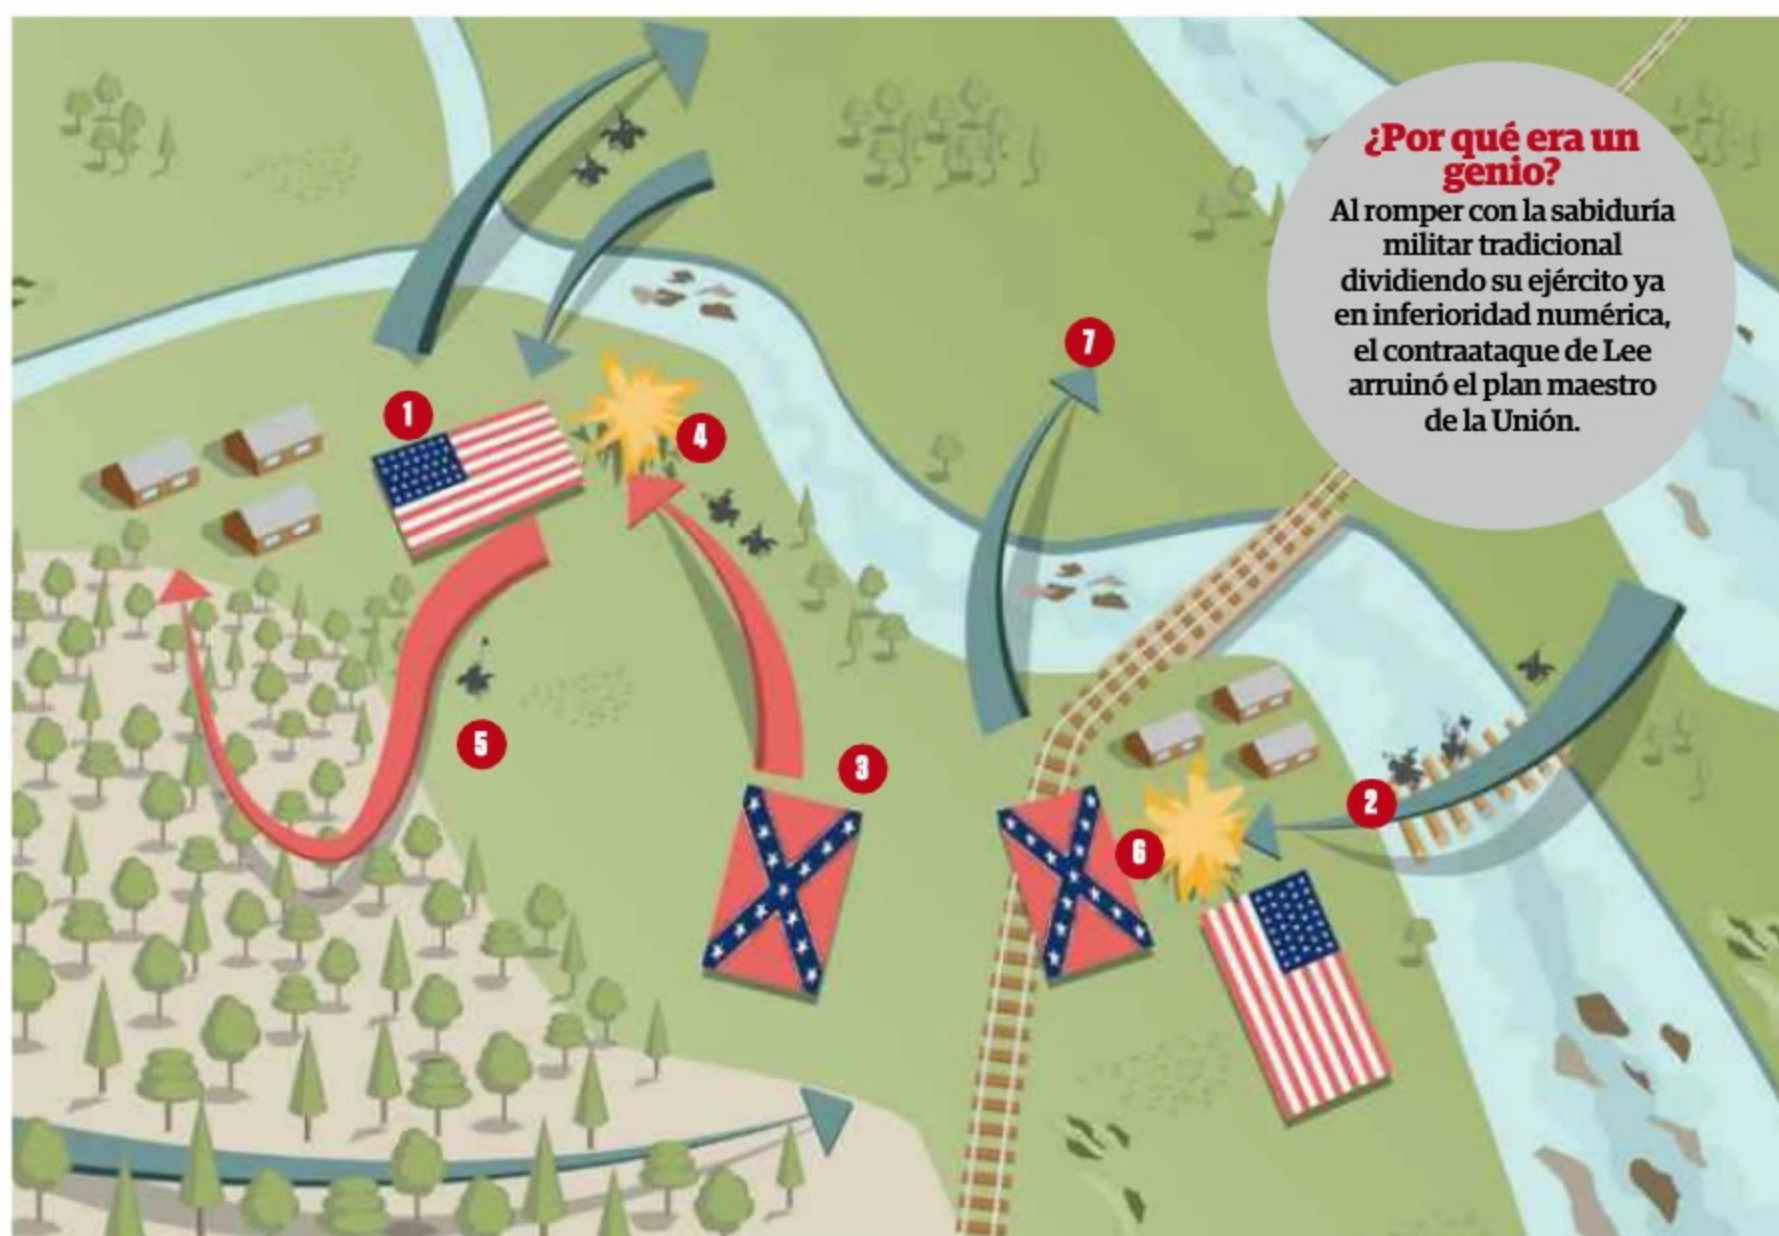 ¿Por qué era un
genio?
Al romper con la sabiduría
militar tradicional
dividiendo su ejército ya
en inferioridad numérica,
el contraataque de Lee
arruinó el plan maestro
de la Unión.
7
1
4
5
3
2
6